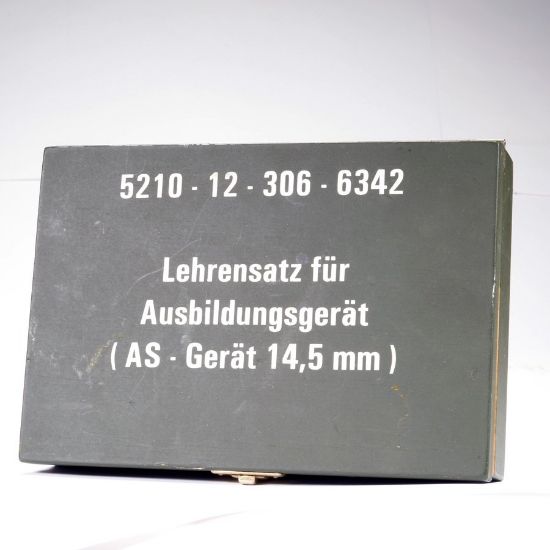 5210 - 12 - 306 - 6342
Lehrensatz für
Ausbildungsgerät
( AS - Gerät 14,5 mm )